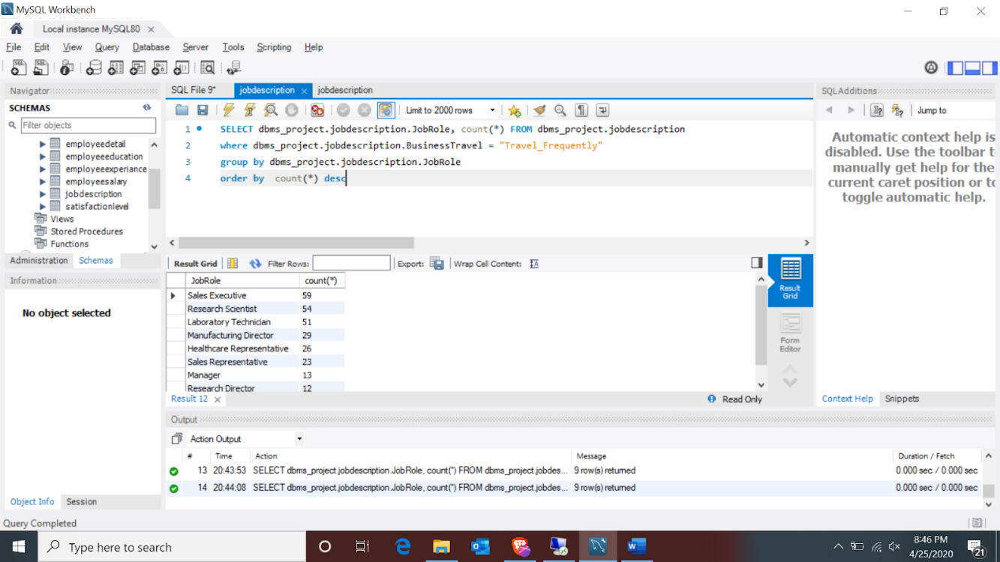 MySQL Workbench
Local instance MySQL80
File Edit View Query Database Server Tools Scripting Help
Navigator
SCHEMAS
Filter objects
employeedetail
employeeeducation
employeeexperiance
employeesalary
jobdescription
satisfactionlevel
Views
Stored Procedures
Functions
Administration Schemas
Information
No object selected
Object Info Session
SQL File 9* jobdescription jobdescription
Limit to 2000 rows
1 SELECT dbms_project.jobdescription.JobRole, count(*) FROM dbms_project.jobdescription
2 where dbms_project.jobdescription.BusinessTravel = "Travel_Frequently"
3 group by dbms_project.jobdescription.JobRole
4 order by count(*) desc
Result Grid Filter Rows: Export: Wrap Cell Content:
JobRole count(*)
Sales Executive 59
Research Scientist 54
Laboratory Technician 51
Manufacturing Director 29
Healthcare Representative 26
Sales Representative 23
Manager 13
Research Director 12
Result Grid
Form Editor
Result 12 Read Only
Output
Action Output
# Time Action Message Duration / Fetch
13 20:43:53 SELECT dbms_project.jobdescription.JobRole, count(*) FROM dbms_project.jobdes... 9 row(s) returned 0.000 sec / 0.000 sec
14 20:44:08 SELECT dbms_project.jobdescription.JobRole, count(*) FROM dbms_project.jobdes... 9 row(s) returned 0.000 sec / 0.000 sec
SQLAdditions
Jump to
Automatic context help is
disabled. Use the toolbar t
manually get help for the
current caret position or to
toggle automatic help.
Context Help Snippets
Query Completed
Type here to search
8:46 PM
4/25/2020
21